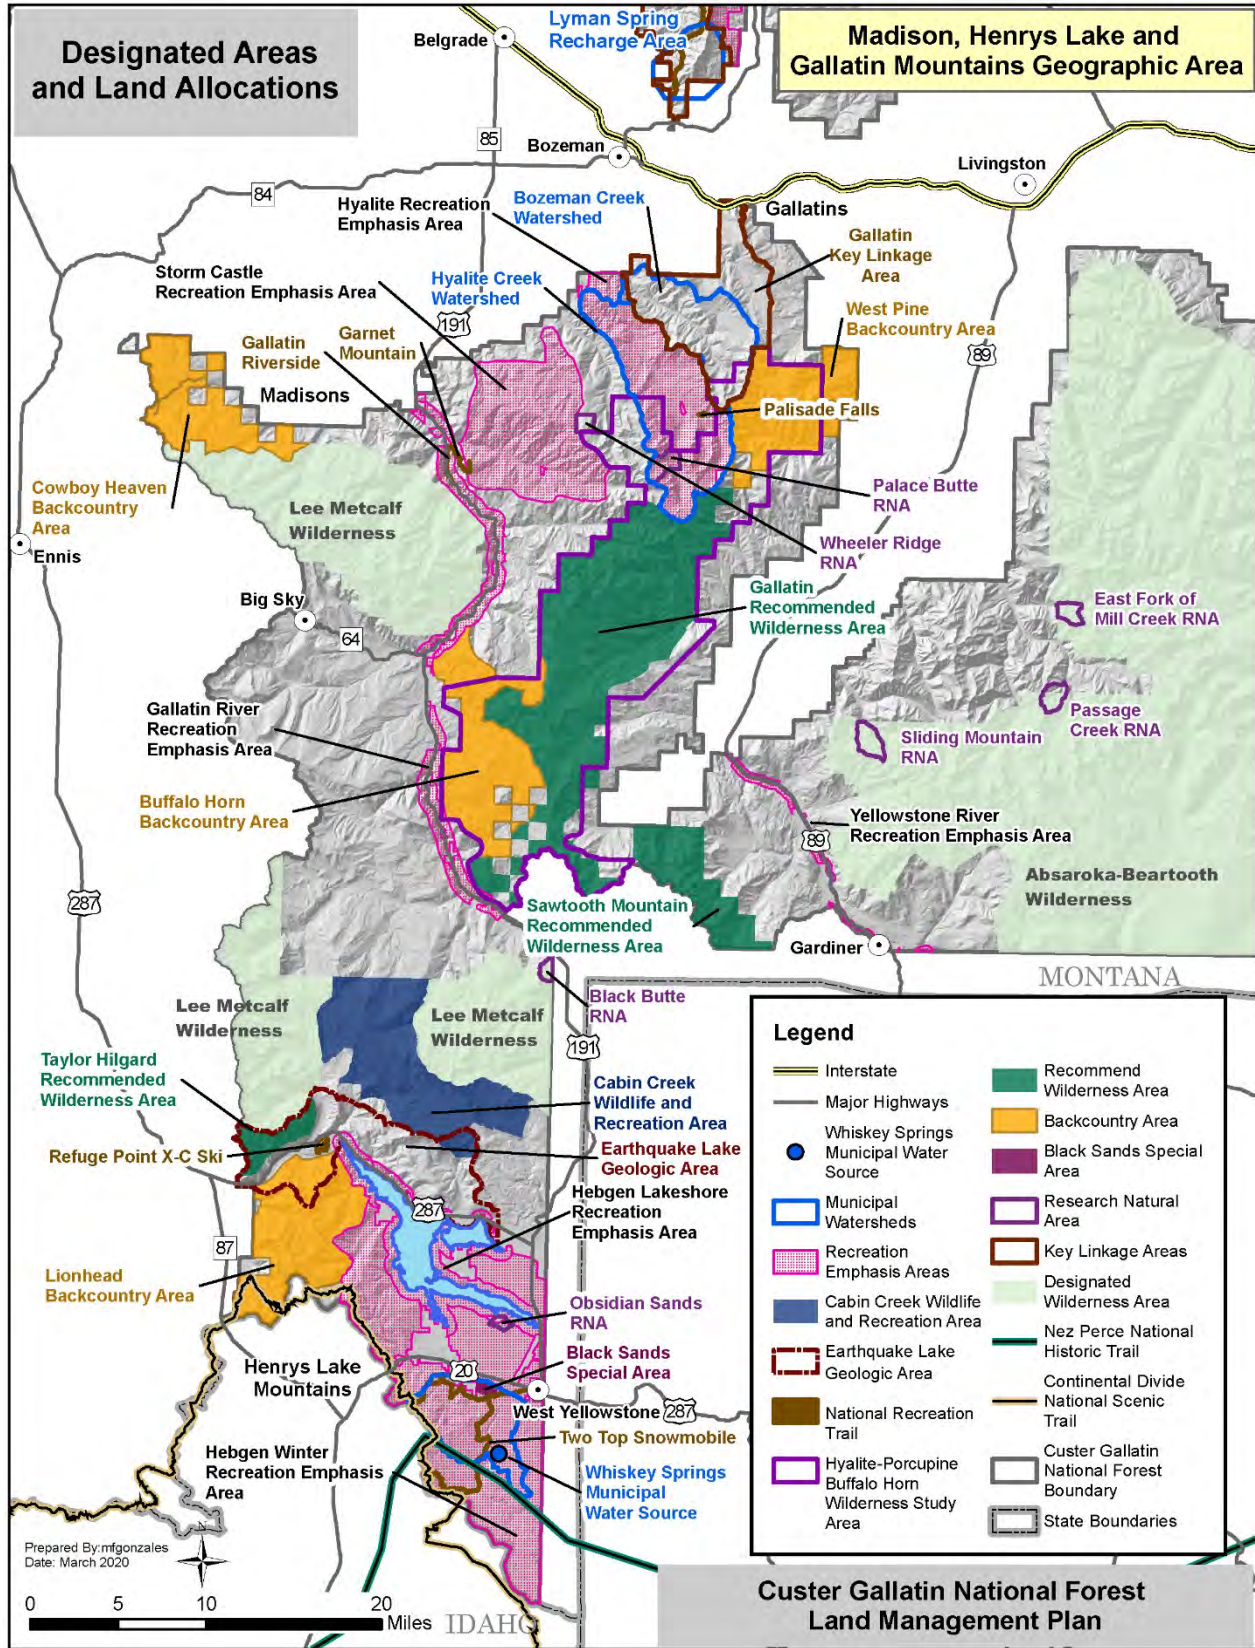 Designated Areas
and Land Allocations
Madison, Henrys Lake and
Gallatin Mountains Geographic Area
Lyman Spring
Recharge Area
Belgrade
85
Bozeman
Livingston
84
Hyalite Recreation
Emphasis Area
Bozeman Creek
Watershed
Gallatins
Gallatin
Key Linkage
Area
Storm Castle
Recreation Emphasis Area
Hyalite Creek
Watershed
West Pine
Backcountry Area
191
89
Gallatin
Riverside
Garnet
Mountain
Madisons
Palisade Falls
Cowboy Heaven
Backcountry
Area
Lee Metcalf
Wilderness
Palace Butte
RNA
Ennis
Wheeler Ridge
RNA
Big Sky
64
Gallatin
Recommended
Wilderness Area
East Fork of
Mill Creek RNA
Gallatin River
Recreation
Emphasis Area
Passage
Creek RNA
Sliding Mountain
RNA
Buffalo Horn
Backcountry Area
Yellowstone River
Recreation Emphasis Area
89
287
Absaroka-Beartooth
Wilderness
Sawtooth Mountain
Recommended
Wilderness Area
Gardiner
MONTANA
Black Butte
RNA
Lee Metcalf
Wilderness
Lee Metcalf
Wilderness
191
Taylor Hilgard
Recommended
Wilderness Area
Cabin Creek
Wildlife and
Recreation Area
Refuge Point X-C Ski
Earthquake Lake
Geologic Area
Hebgen Lakeshore
Recreation
Emphasis Area
287
87
Lionhead
Backcountry Area
Obsidian Sands
RNA
Black Sands
Special Area
20
Henrys Lake
Mountains
West Yellowstone
287
Two Top Snowmobile
Hebgen Winter
Recreation Emphasis
Area
Whiskey Springs
Municipal
Water Source
Legend
Interstate
Major Highways
Whiskey Springs
Municipal Water
Source
Municipal
Watersheds
Recreation
Emphasis Areas
Cabin Creek Wildlife
and Recreation Area
Earthquake Lake
Geologic Area
National Recreation
Trail
Hyalite-Porcupine
Buffalo Horn
Wilderness Study
Area
Recommend
Wilderness Area
Backcountry Area
Black Sands Special
Area
Research Natural
Area
Key Linkage Areas
Designated
Wilderness Area
Nez Perce National
Historic Trail
Continental Divide
National Scenic
Trail
Custer Gallatin
National Forest
Boundary
State Boundaries
Prepared By:mfgonzales
Date: March 2020
N
0 5 10 20
Miles
IDAHO
Custer Gallatin National Forest
Land Management Plan